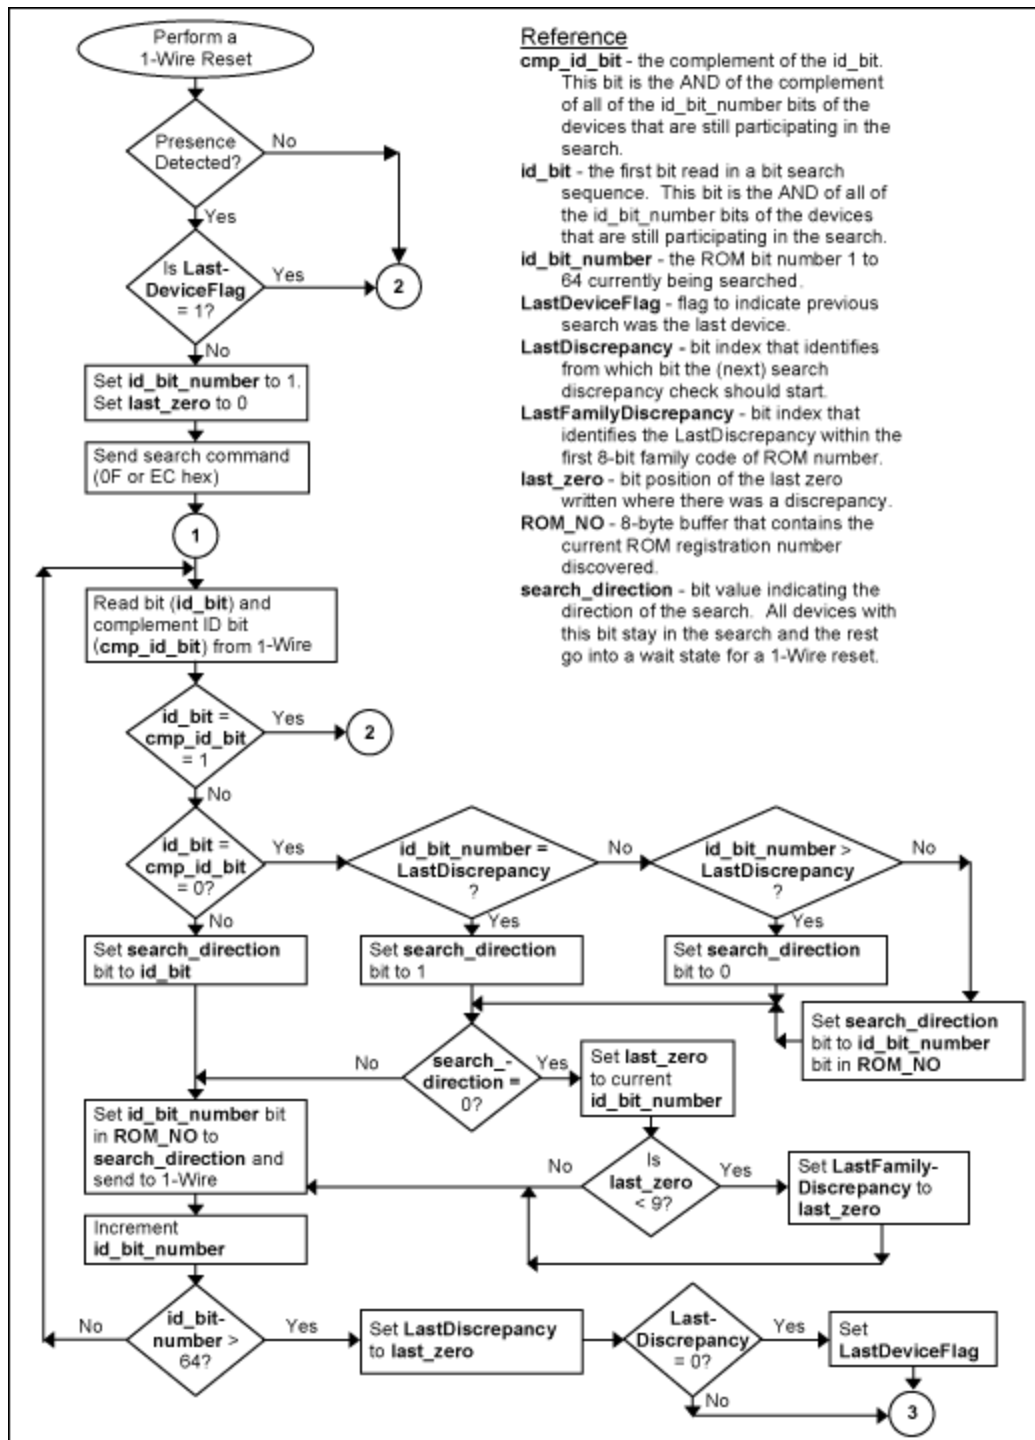 Perform a
1-Wire Reset
Presence
Detected?
No
Yes
Is Last-
DeviceFlag
= 1?
Yes
2
No
Set id_bit_number to 1.
Set last_zero to 0
Send search command
(0F or EC hex)
1
Read bit (id_bit) and
complement ID bit
(cmp_id_bit) from 1-Wire
id_bit =
cmp_id_bit
= 1
Yes
2
No
id_bit =
cmp_id_bit
= 0?
Yes
No
id_bit_number =
LastDiscrepancy
?
No
Yes
id_bit_number >
LastDiscrepancy
?
No
Yes
Set search_direction
bit to id_bit
Set search_direction
bit to 1
Set search_direction
bit to 0
Set search_direction
bit to id_bit_number
bit in ROM_NO
search_-
direction =
0?
No
Yes
Set last_zero
to current
id_bit_number
Is
last_zero
< 9?
No
Yes
Set LastFamily-
Discrepancy to
last_zero
Set id_bit_number bit
in ROM_NO to
search_direction and
send to 1-Wire
Increment
id_bit_number
id_bit-
number >
64?
No
Yes
Set LastDiscrepancy
to last_zero
Last-
Discrepancy
= 0?
Yes
No
Set
LastDeviceFlag
3
Reference
cmp_id_bit - the complement of the id_bit.
This bit is the AND of the complement
of all of the id_bit_number bits of the
devices that are still participating in the
search.
id_bit - the first bit read in a bit search
sequence. This bit is the AND of all of
the id_bit_number bits of the devices
that are still participating in the search.
id_bit_number - the ROM bit number 1 to
64 currently being searched.
LastDeviceFlag - flag to indicate previous
search was the last device.
LastDiscrepancy - bit index that identifies
from which bit the (next) search
discrepancy check should start.
LastFamilyDiscrepancy - bit index that
identifies the LastDiscrepancy within the
first 8-bit family code of ROM number.
last_zero - bit position of the last zero
written where there was a discrepancy.
ROM_NO - 8-byte buffer that contains the
current ROM registration number
discovered.
search_direction - bit value indicating the
direction of the search. All devices with
this bit stay in the search and the rest
go into a wait state for a 1-Wire reset.